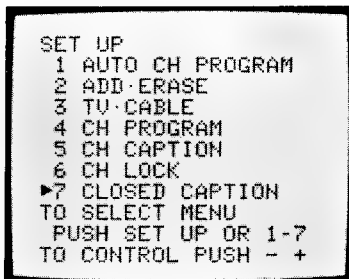 SET UP
1 AUTO CH PROGRAM
2 ADD·ERASE
3 TV·CABLE
4 CH PROGRAM
5 CH CAPTION
6 CH LOCK
►7 CLOSED CAPTION
TO SELECT MENU
PUSH SET UP OR 1-7
TO CONTROL PUSH - +